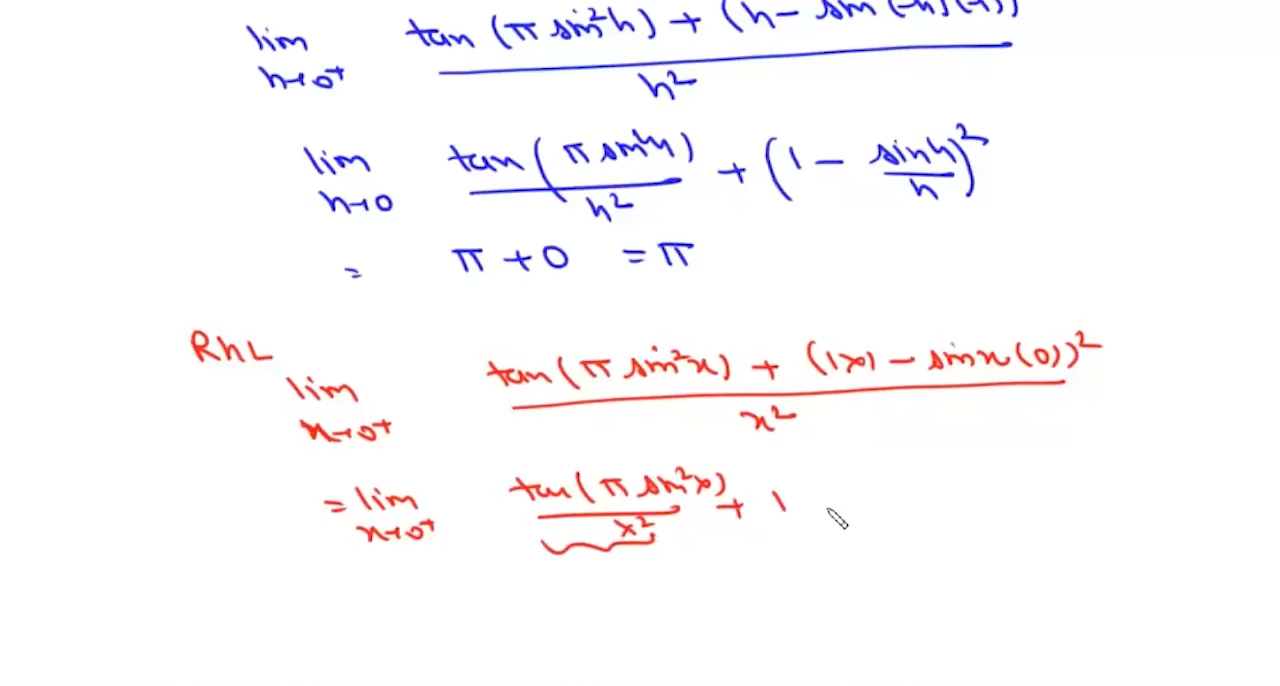 lim h→0⁺ tan (π sin²h) + (h - sin (-h) (-1))² / h²
lim h→0 tan (π sin²h) / h² + (1 - sinh / h)²
= π + 0 = π
RhL
lim x→0⁺ tan (π sin²x) + (|x| - sinx (0))² / x²
= lim x→0⁺ tan (π sin²x) / x² + 1